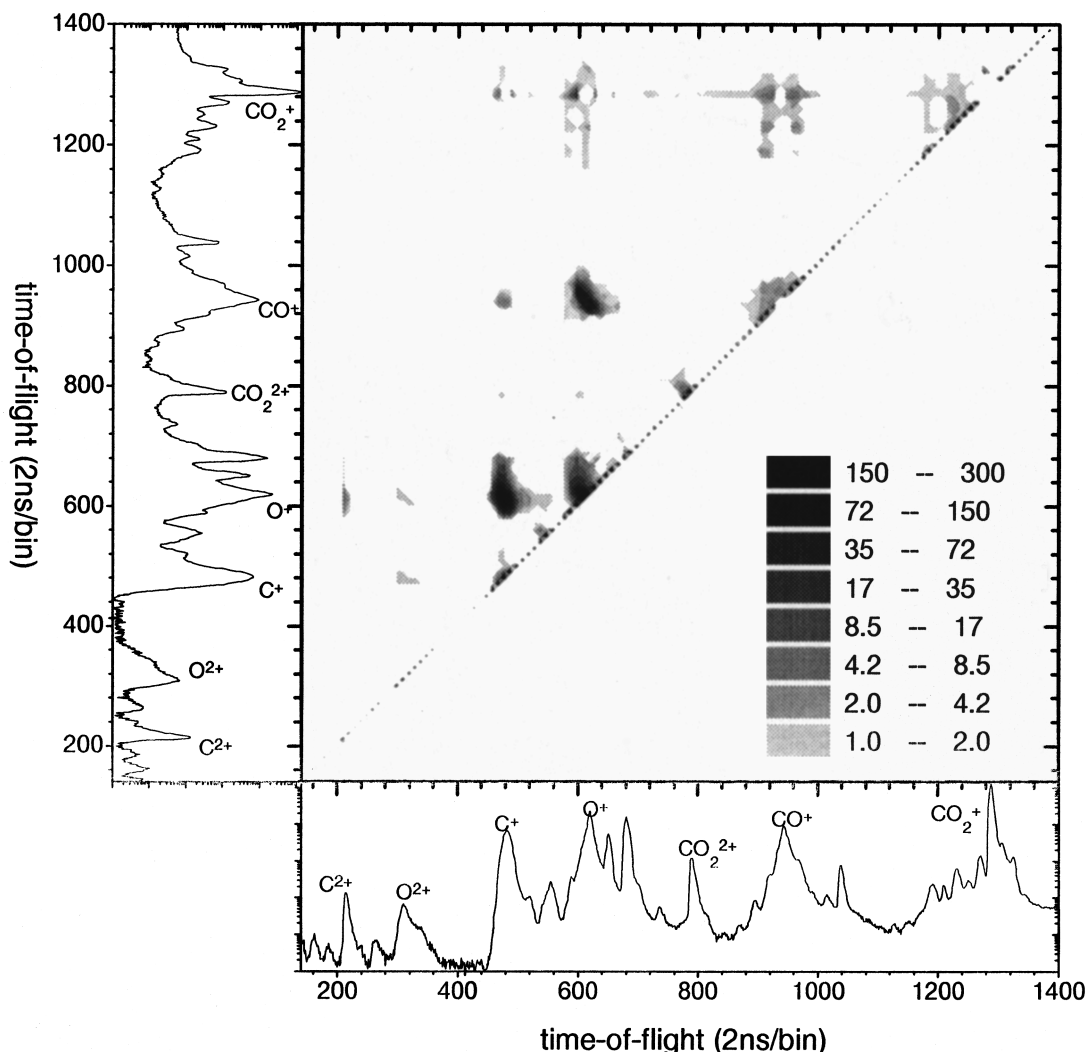 1400
1200
1000
800
600
400
200
time-of-flight (2ns/bin)
CO₂⁺
CO⁺
CO₂²⁺
O⁺
C⁺
O²⁺
C²⁺
150 -- 300
72 -- 150
35 -- 72
17 -- 35
8.5 -- 17
4.2 -- 8.5
2.0 -- 4.2
1.0 -- 2.0
C²⁺
O²⁺
C⁺
O⁺
CO₂²⁺
CO⁺
CO₂⁺
200 400 600 800 1000 1200 1400
time-of-flight (2ns/bin)